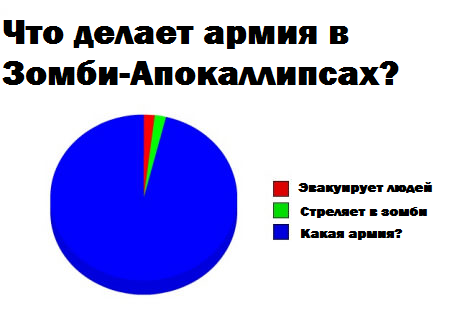 Что делает армия в
Зомби-Апокаллипсах?
Эвакуирует людей
Стреляет в зомби
Какая армия?